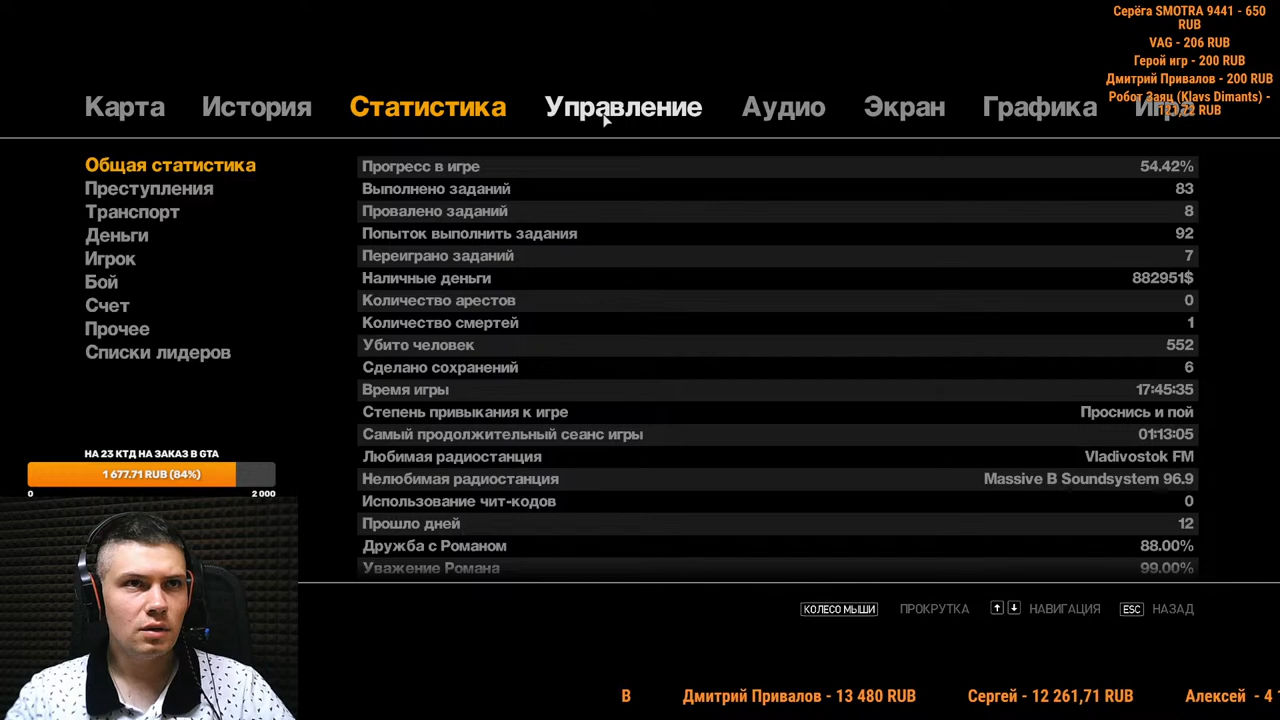 Серёга SMOTRA 9441 - 650
RUB
VAG - 206 RUB
Герой игр - 200 RUB
Дмитрий Привалов - 200 RUB
Робот Заяц (Klavs Dimants) -
RUB
Карта История Статистика Управление Аудио Экран Графика Игра
Общая статистика
Преступления
Транспорт
Деньги
Игрок
Бой
Счет
Прочее
Списки лидеров
Прогресс в игре 54.42%
Выполнено заданий 83
Провалено заданий 8
Попыток выполнить задания 92
Переиграно заданий 7
Наличные деньги 882951$
Количество арестов 0
Количество смертей 1
Убито человек 552
Сделано сохранений 6
Время игры 17:45:35
Степень привыкания к игре Проснись и пой
Самый продолжительный сеанс игры 01:13:05
Любимая радиостанция Vladivostok FM
Нелюбимая радиостанция Massive B Soundsystem 96.9
Использование чит-кодов 0
Прошло дней 12
Дружба с Романом 88.00%
Уважение Романа 99.00%
НА 23 КТД НА ЗАКАЗ В GTA
1 677.71 RUB (84%)
0 2 000
КОЛЕСО МЫШИ ПРОКРУТКА НАВИГАЦИЯ ESC НАЗАД
В Дмитрий Привалов - 13 480 RUB Сергей - 12 261,71 RUB Алексей - 4 1